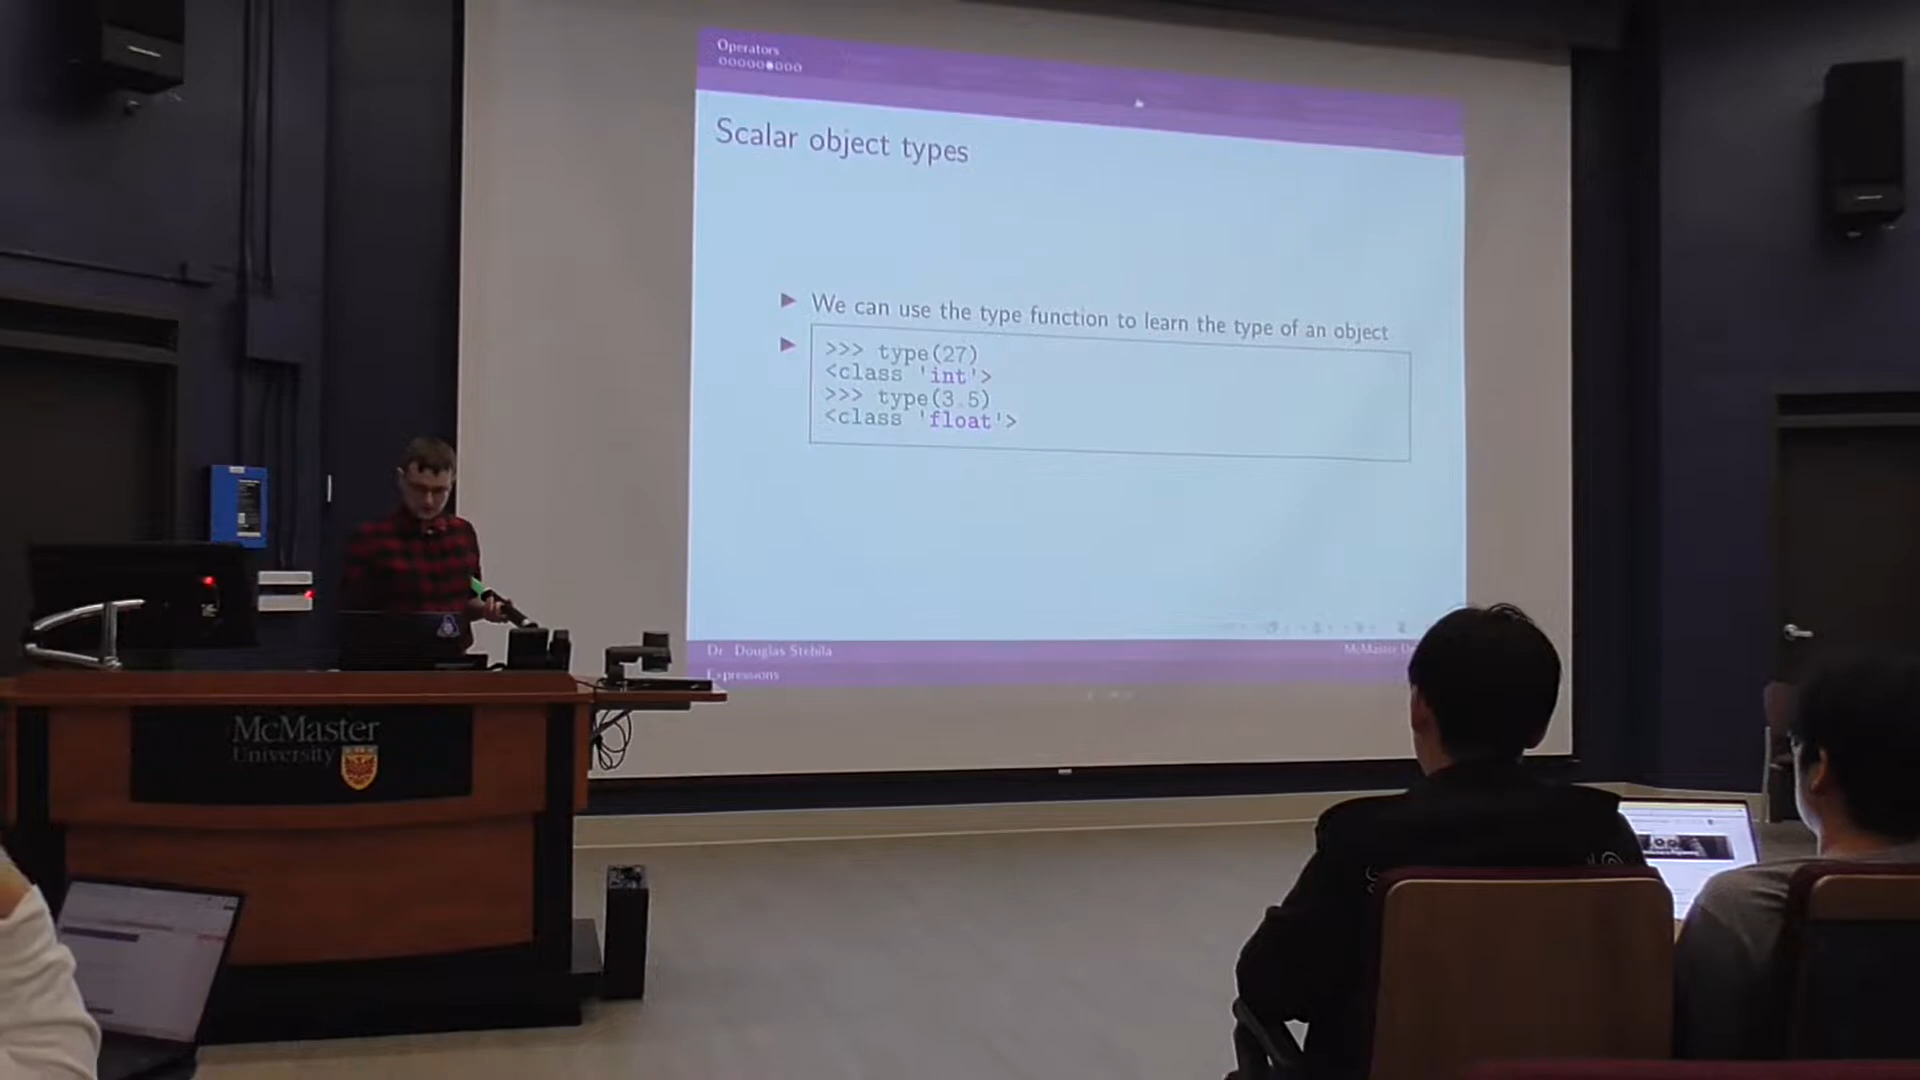 Operators
Scalar object types
We can use the type function to learn the type of an object
>>> type(27)
<class 'int'>
>>> type(3.5)
<class 'float'>
Dr. Douglas Stebila
McMaster
Expressions
McMaster
University